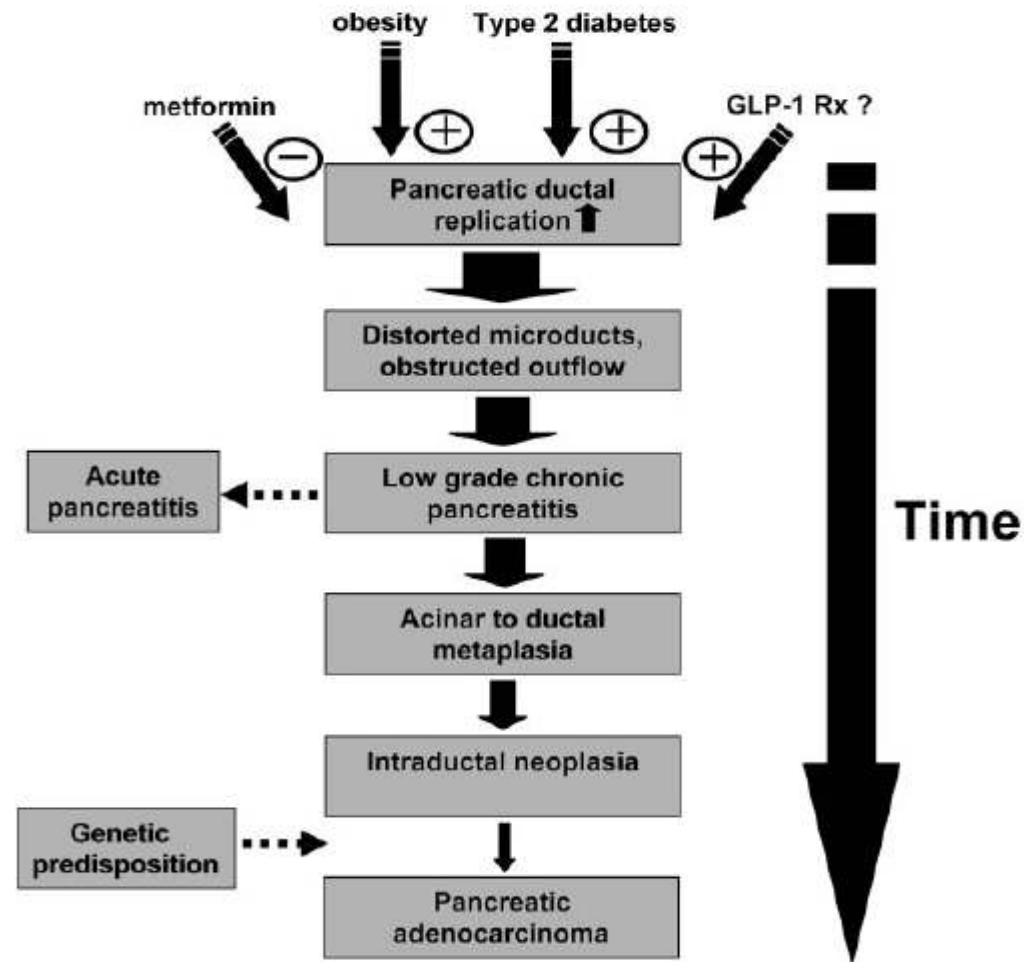 obesity
Type 2 diabetes
metformin
GLP-1 Rx ?
−
+
+
+
Pancreatic ductal
replication
Distorted microducts,
obstructed outflow
Acute
pancreatitis
Low grade chronic
pancreatitis
Time
Acinar to ductal
metaplasia
Intraductal neoplasia
Genetic
predisposition
Pancreatic
adenocarcinoma